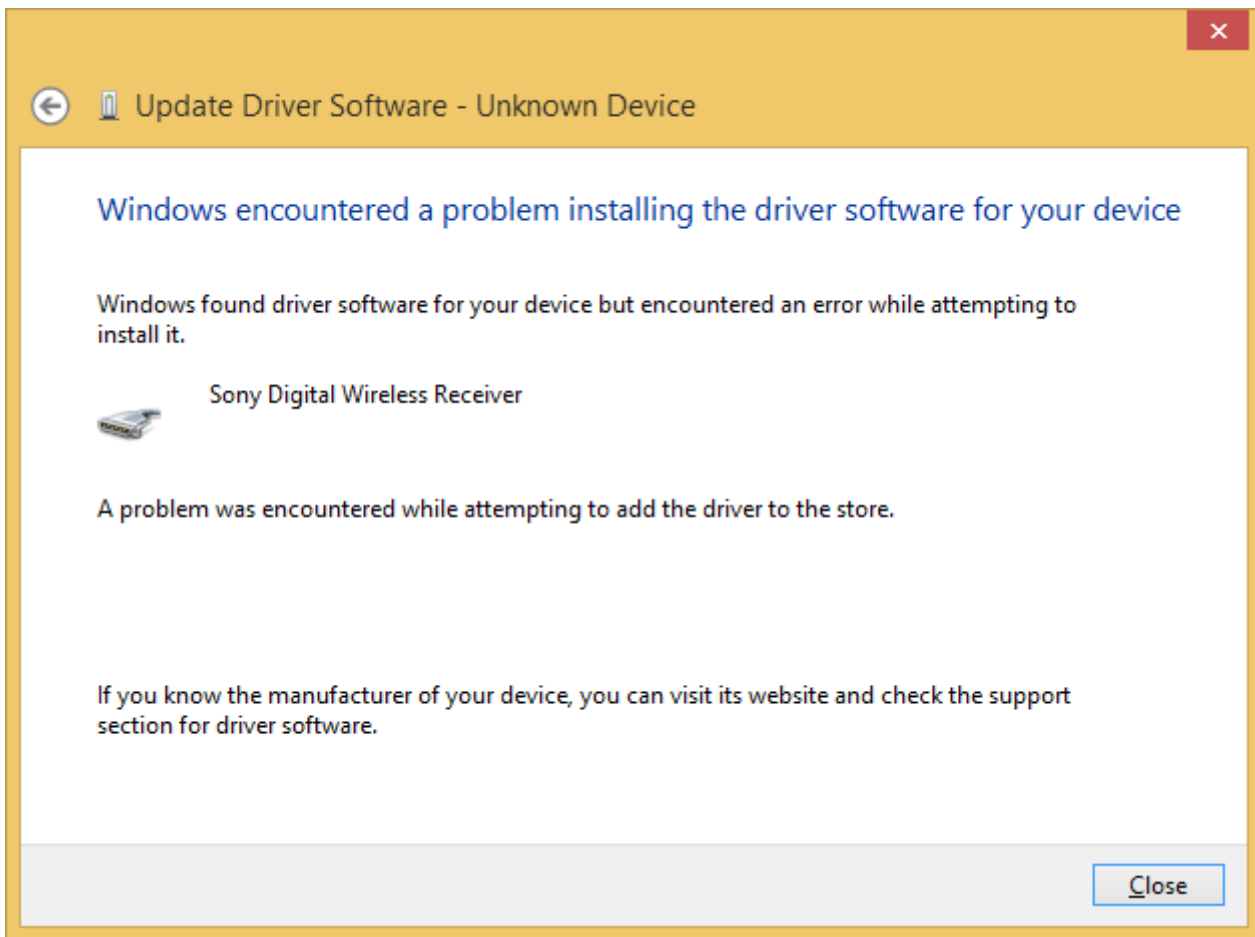 Update Driver Software - Unknown Device
Windows encountered a problem installing the driver software for your device
Windows found driver software for your device but encountered an error while attempting to
install it.
Sony Digital Wireless Receiver
A problem was encountered while attempting to add the driver to the store.
If you know the manufacturer of your device, you can visit its website and check the support
section for driver software.
Close